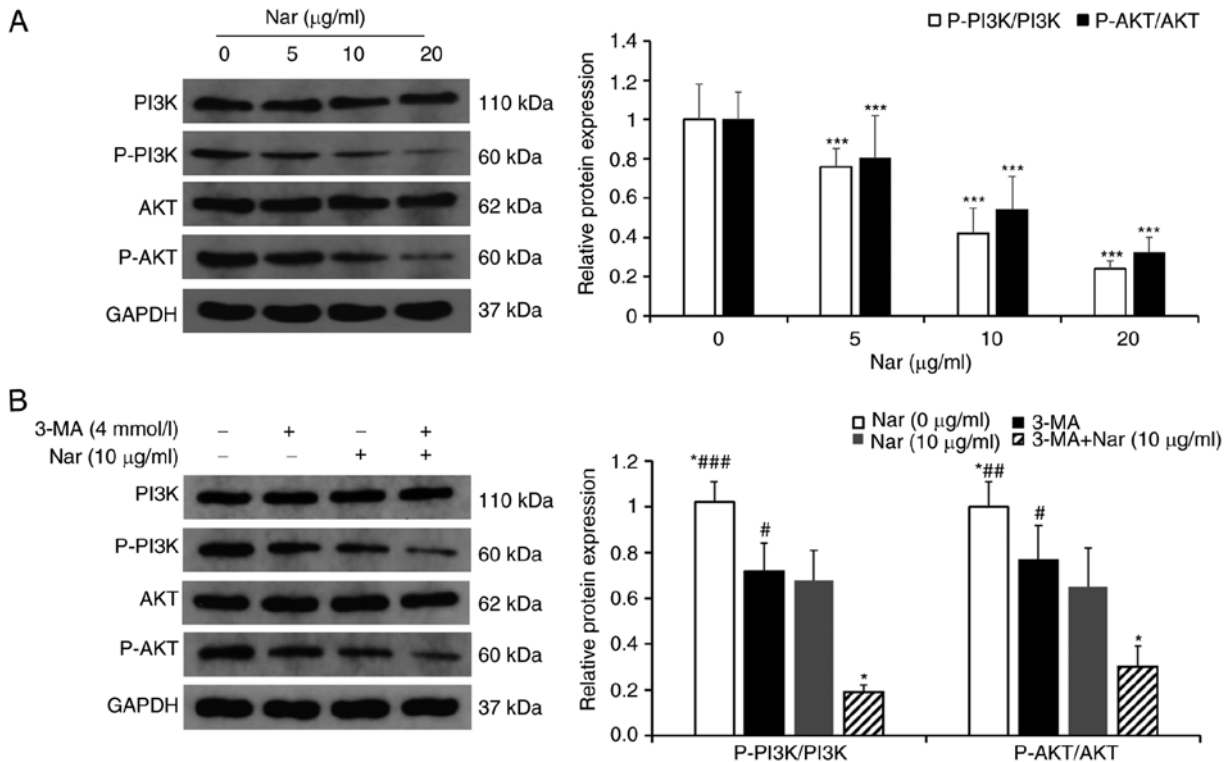 A
Nar (μg/ml)
0 5 10 20
PI3K 110 kDa
P-PI3K 60 kDa
AKT 62 kDa
P-AKT 60 kDa
GAPDH 37 kDa
P-PI3K/PI3K P-AKT/AKT
Relative protein expression
1.4
1.2
1
0.8
0.6
0.4
0.2
0
*** ***
*** ***
*** ***
0 5 10 20
Nar (μg/ml)
B
3-MA (4 mmol/l) – + – +
Nar (10 μg/ml) – – + +
PI3K 110 kDa
P-PI3K 60 kDa
AKT 62 kDa
P-AKT 60 kDa
GAPDH 37 kDa
Nar (0 μg/ml) 3-MA
Nar (10 μg/ml) 3-MA+Nar (10 μg/ml)
Relative protein expression
1.2
1
0.8
0.6
0.4
0.2
0.0
*### # *
*## # *
P-PI3K/PI3K P-AKT/AKT